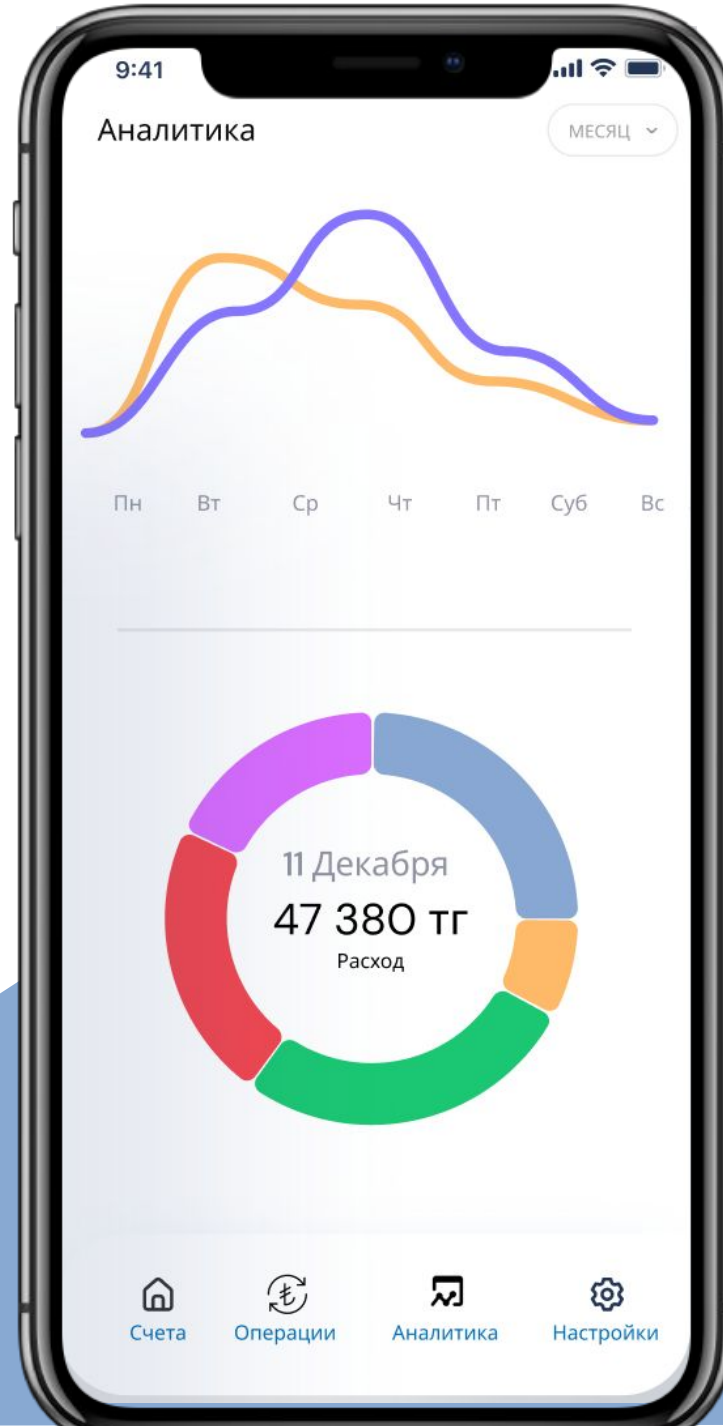 9:41
Аналитика
МЕСЯЦ
Пн Вт Ср Чт Пт Суб Вс
11 Декабря
47 380 тг
Расход
Счета Операции Аналитика Настройки